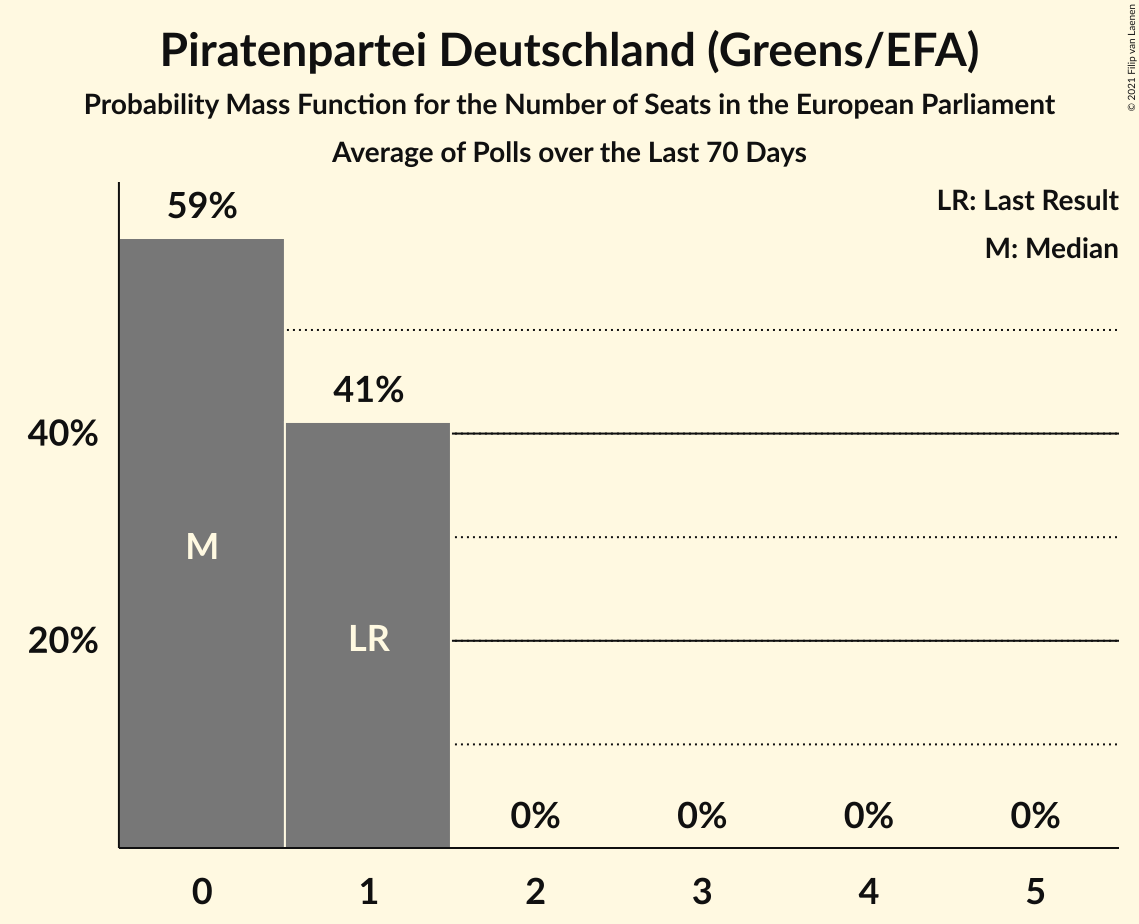 Piratenpartei Deutschland (Greens/EFA)
Probability Mass Function for the Number of Seats in the European Parliament
Average of Polls over the Last 70 Days
© 2021 Filip van Laenen
LR: Last Result
M: Median
59%
41%
40%
20%
M
LR
0%
0%
0%
0%
0
1
2
3
4
5